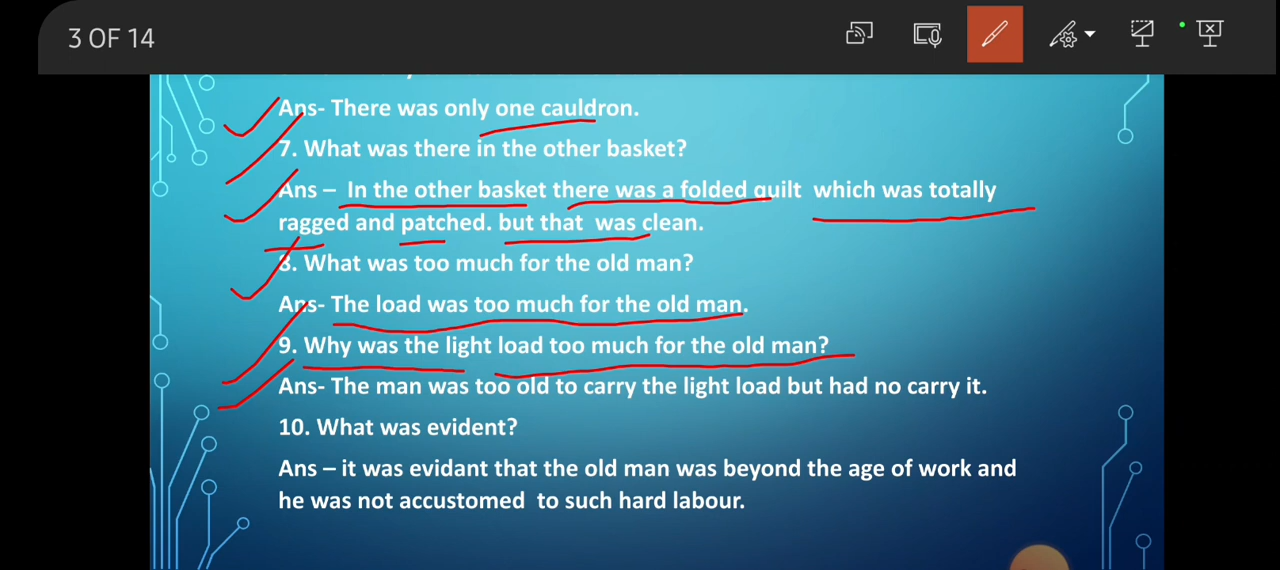 3 OF 14
Ans- There was only one cauldron.
7. What was there in the other basket?
Ans – In the other basket there was a folded quilt which was totally
ragged and patched. but that was clean.
8. What was too much for the old man?
Ans- The load was too much for the old man.
9. Why was the light load too much for the old man?
Ans- The man was too old to carry the light load but had no carry it.
10. What was evident?
Ans – it was evidant that the old man was beyond the age of work and
he was not accustomed to such hard labour.